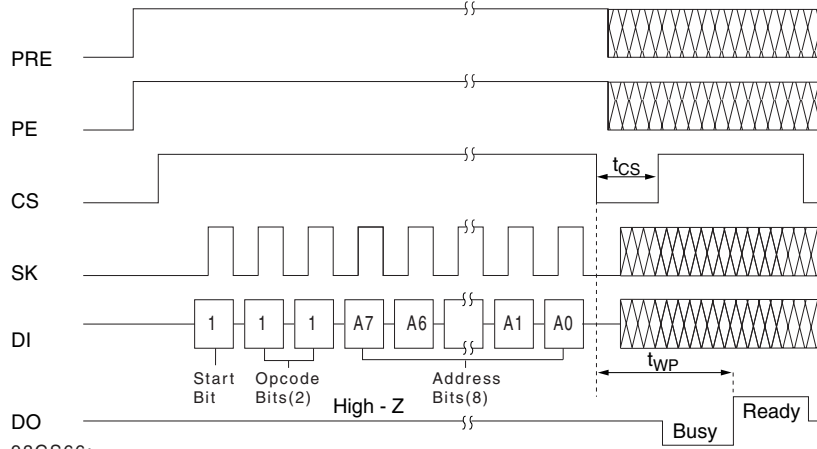 PRE
PE
CS
tCS
SK
DI
1 1 1 A7 A6 A1 A0
Start Bit
Opcode Bits(2)
Address Bits(8)
tWP
High - Z
DO
Busy
Ready